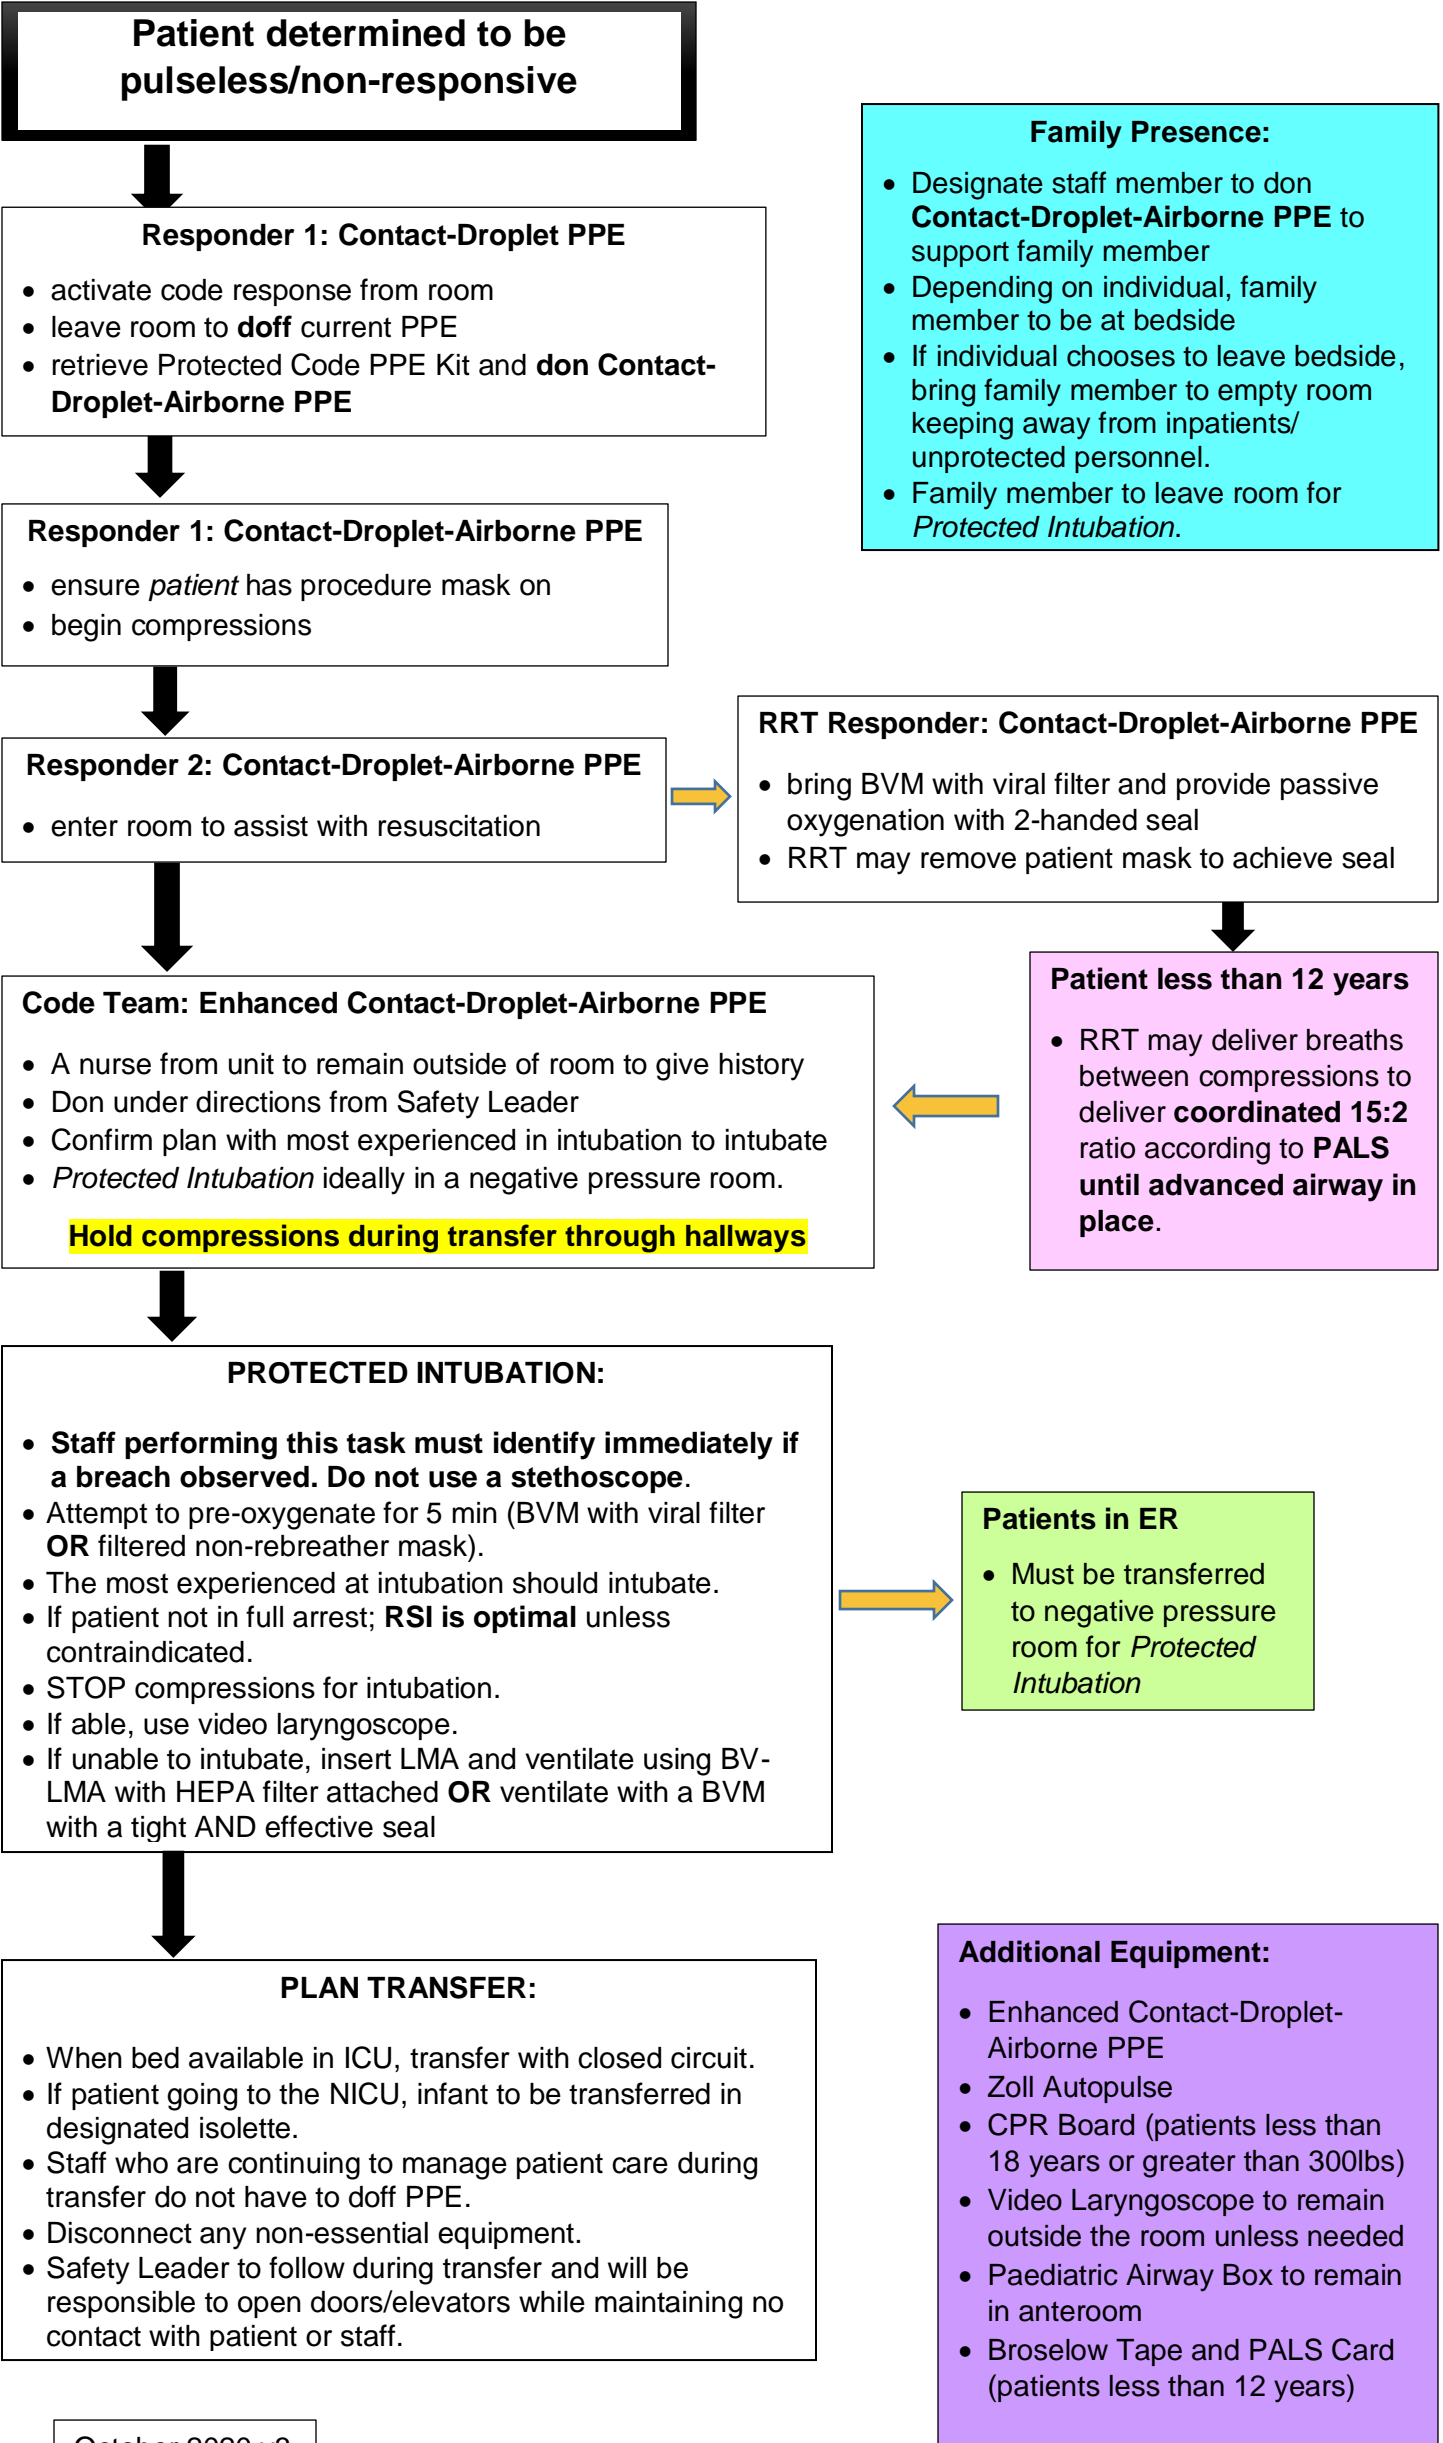 Patient determined to be
pulseless/non-responsive
Family Presence:
• Designate staff member to don
Contact-Droplet-Airborne PPE to
support family member
• Depending on individual, family
member to be at bedside
• If individual chooses to leave bedside,
bring family member to empty room
keeping away from inpatients/
unprotected personnel.
• Family member to leave room for
Protected Intubation.
Responder 1: Contact-Droplet PPE
• activate code response from room
• leave room to doff current PPE
• retrieve Protected Code PPE Kit and don Contact-
Droplet-Airborne PPE
Responder 1: Contact-Droplet-Airborne PPE
• ensure patient has procedure mask on
• begin compressions
Responder 2: Contact-Droplet-Airborne PPE
• enter room to assist with resuscitation
RRT Responder: Contact-Droplet-Airborne PPE
• bring BVM with viral filter and provide passive
oxygenation with 2-handed seal
• RRT may remove patient mask to achieve seal
Patient less than 12 years
• RRT may deliver breaths
between compressions to
deliver coordinated 15:2
ratio according to PALS
until advanced airway in
place.
Code Team: Enhanced Contact-Droplet-Airborne PPE
• A nurse from unit to remain outside of room to give history
• Don under directions from Safety Leader
• Confirm plan with most experienced in intubation to intubate
• Protected Intubation ideally in a negative pressure room.
Hold compressions during transfer through hallways
PROTECTED INTUBATION:
• Staff performing this task must identify immediately if
a breach observed. Do not use a stethoscope.
• Attempt to pre-oxygenate for 5 min (BVM with viral filter
OR filtered non-rebreather mask).
• The most experienced at intubation should intubate.
• If patient not in full arrest; RSI is optimal unless
contraindicated.
• STOP compressions for intubation.
• If able, use video laryngoscope.
• If unable to intubate, insert LMA and ventilate using BV-
LMA with HEPA filter attached OR ventilate with a BVM
with a tight AND effective seal
Patients in ER
• Must be transferred
to negative pressure
room for Protected
Intubation
PLAN TRANSFER:
• When bed available in ICU, transfer with closed circuit.
• If patient going to the NICU, infant to be transferred in
designated isolette.
• Staff who are continuing to manage patient care during
transfer do not have to doff PPE.
• Disconnect any non-essential equipment.
• Safety Leader to follow during transfer and will be
responsible to open doors/elevators while maintaining no
contact with patient or staff.
Additional Equipment:
• Enhanced Contact-Droplet-
Airborne PPE
• Zoll Autopulse
• CPR Board (patients less than
18 years or greater than 300lbs)
• Video Laryngoscope to remain
outside the room unless needed
• Paediatric Airway Box to remain
in anteroom
• Broselow Tape and PALS Card
(patients less than 12 years)
October 2020